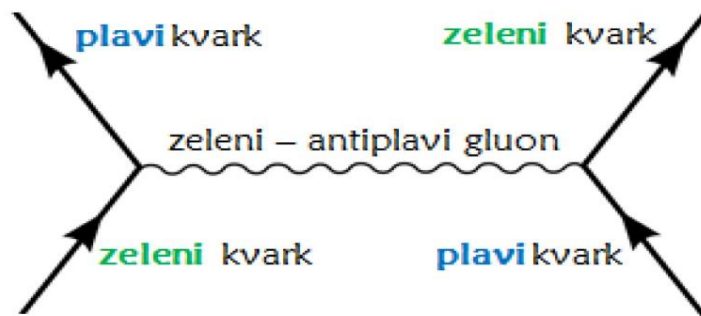 plavi kvark
zeleni kvark
zeleni – antiplavi gluon
zeleni kvark
plavi kvark